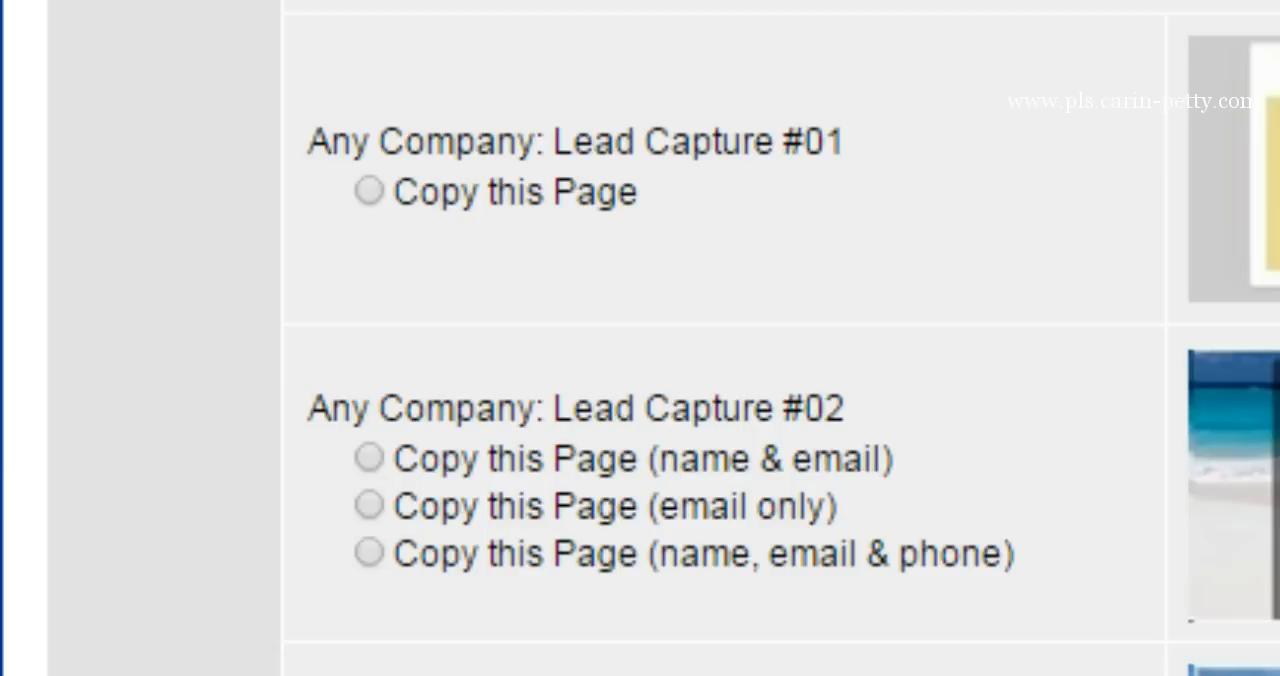 www.pls.carin-petty.com
Any Company: Lead Capture #01
Copy this Page
Any Company: Lead Capture #02
Copy this Page (name & email)
Copy this Page (email only)
Copy this Page (name, email & phone)